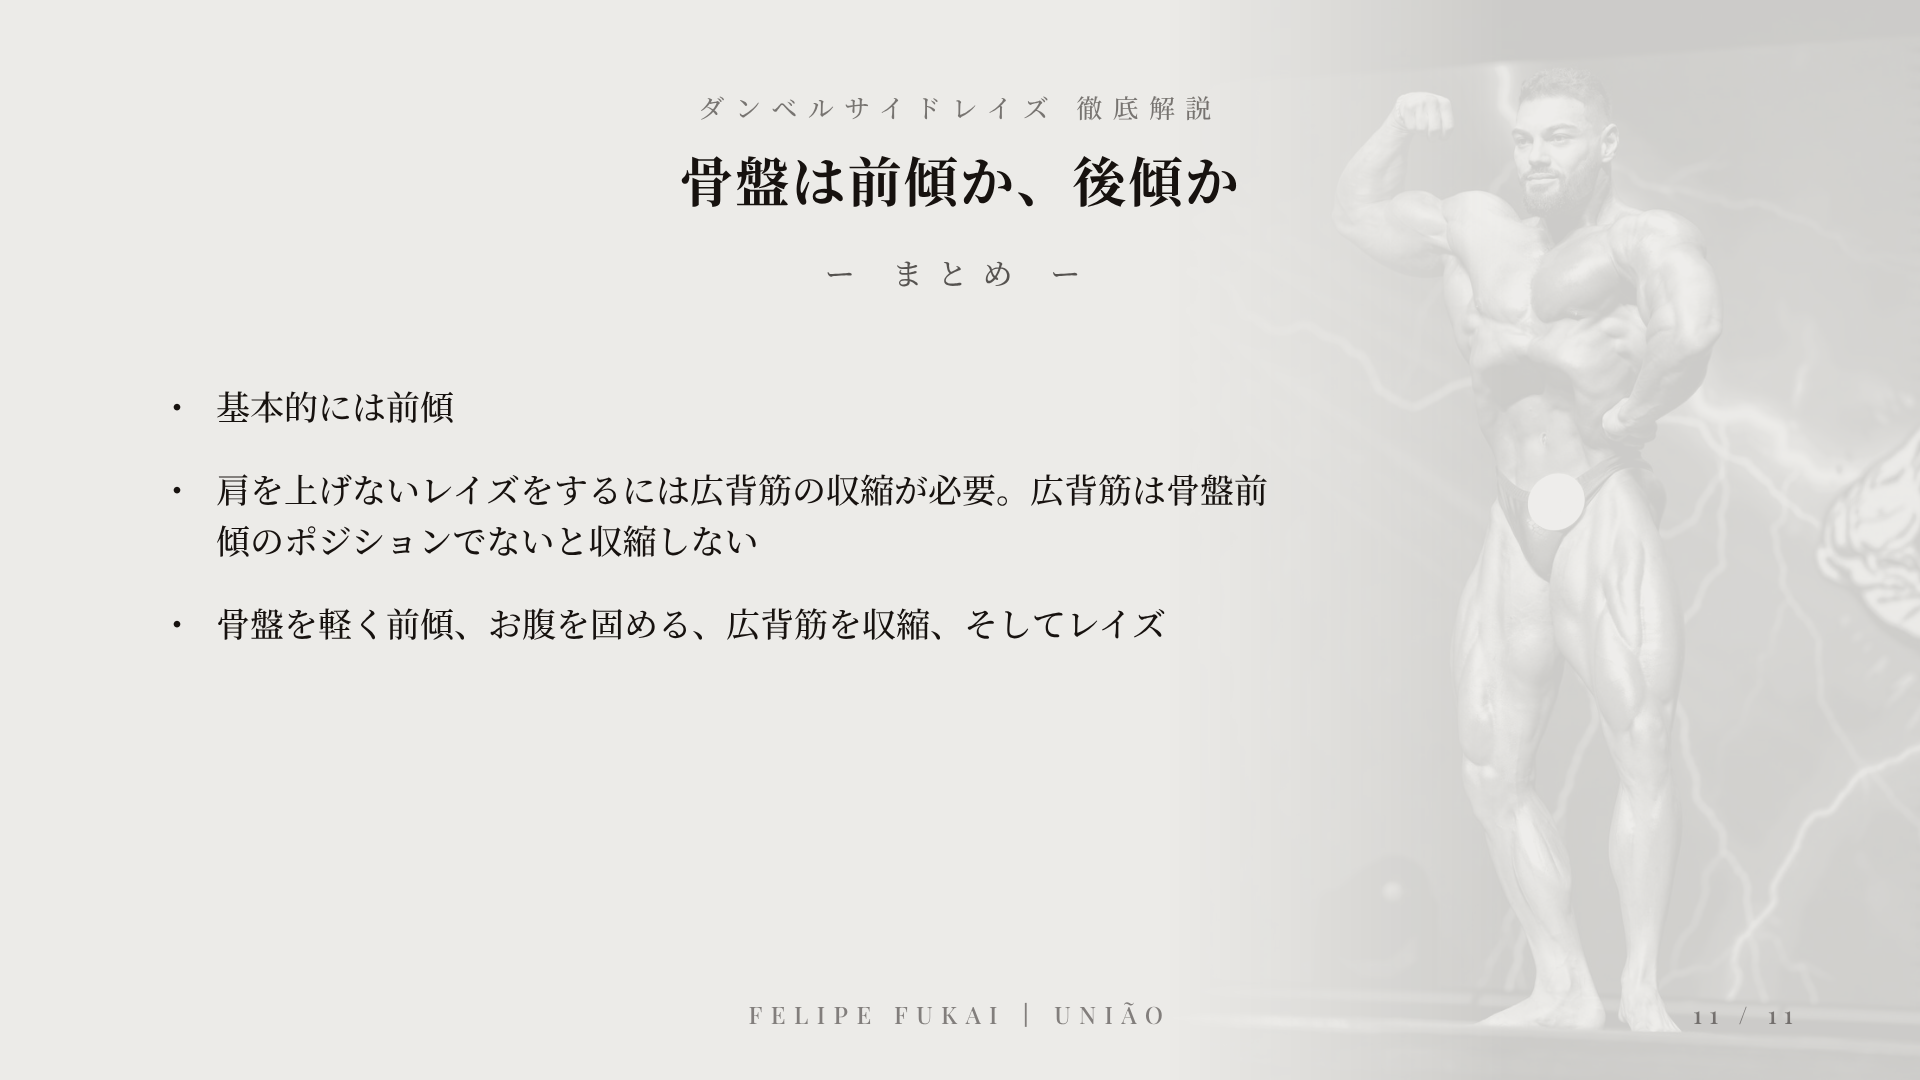 ダンベルサイドレイズ 徹底解説
骨盤は前傾か、後傾か
ー まとめ ー
・ 基本的には前傾
・ 肩を上げないレイズをするには広背筋の収縮が必要。広背筋は骨盤前
傾のポジションでないと収縮しない
・ 骨盤を軽く前傾、お腹を固める、広背筋を収縮、そしてレイズ
FELIPE FUKAI | UNIÃO
11 / 11